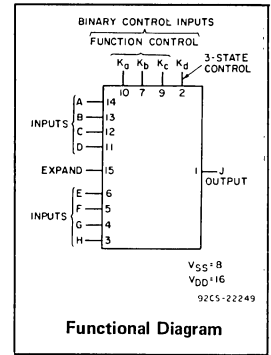 BINARY CONTROL INPUTS
FUNCTION CONTROL
Ka Kb Kc Kd
3-STATE
CONTROL
10 7 9 2
A 14
B 13
INPUTS
C 12
D 11
EXPAND 15
1 J
OUTPUT
E 6
INPUTS
F 5
G 4
H 3
VSS=8
VDD=16
92CS-22249
Functional Diagram